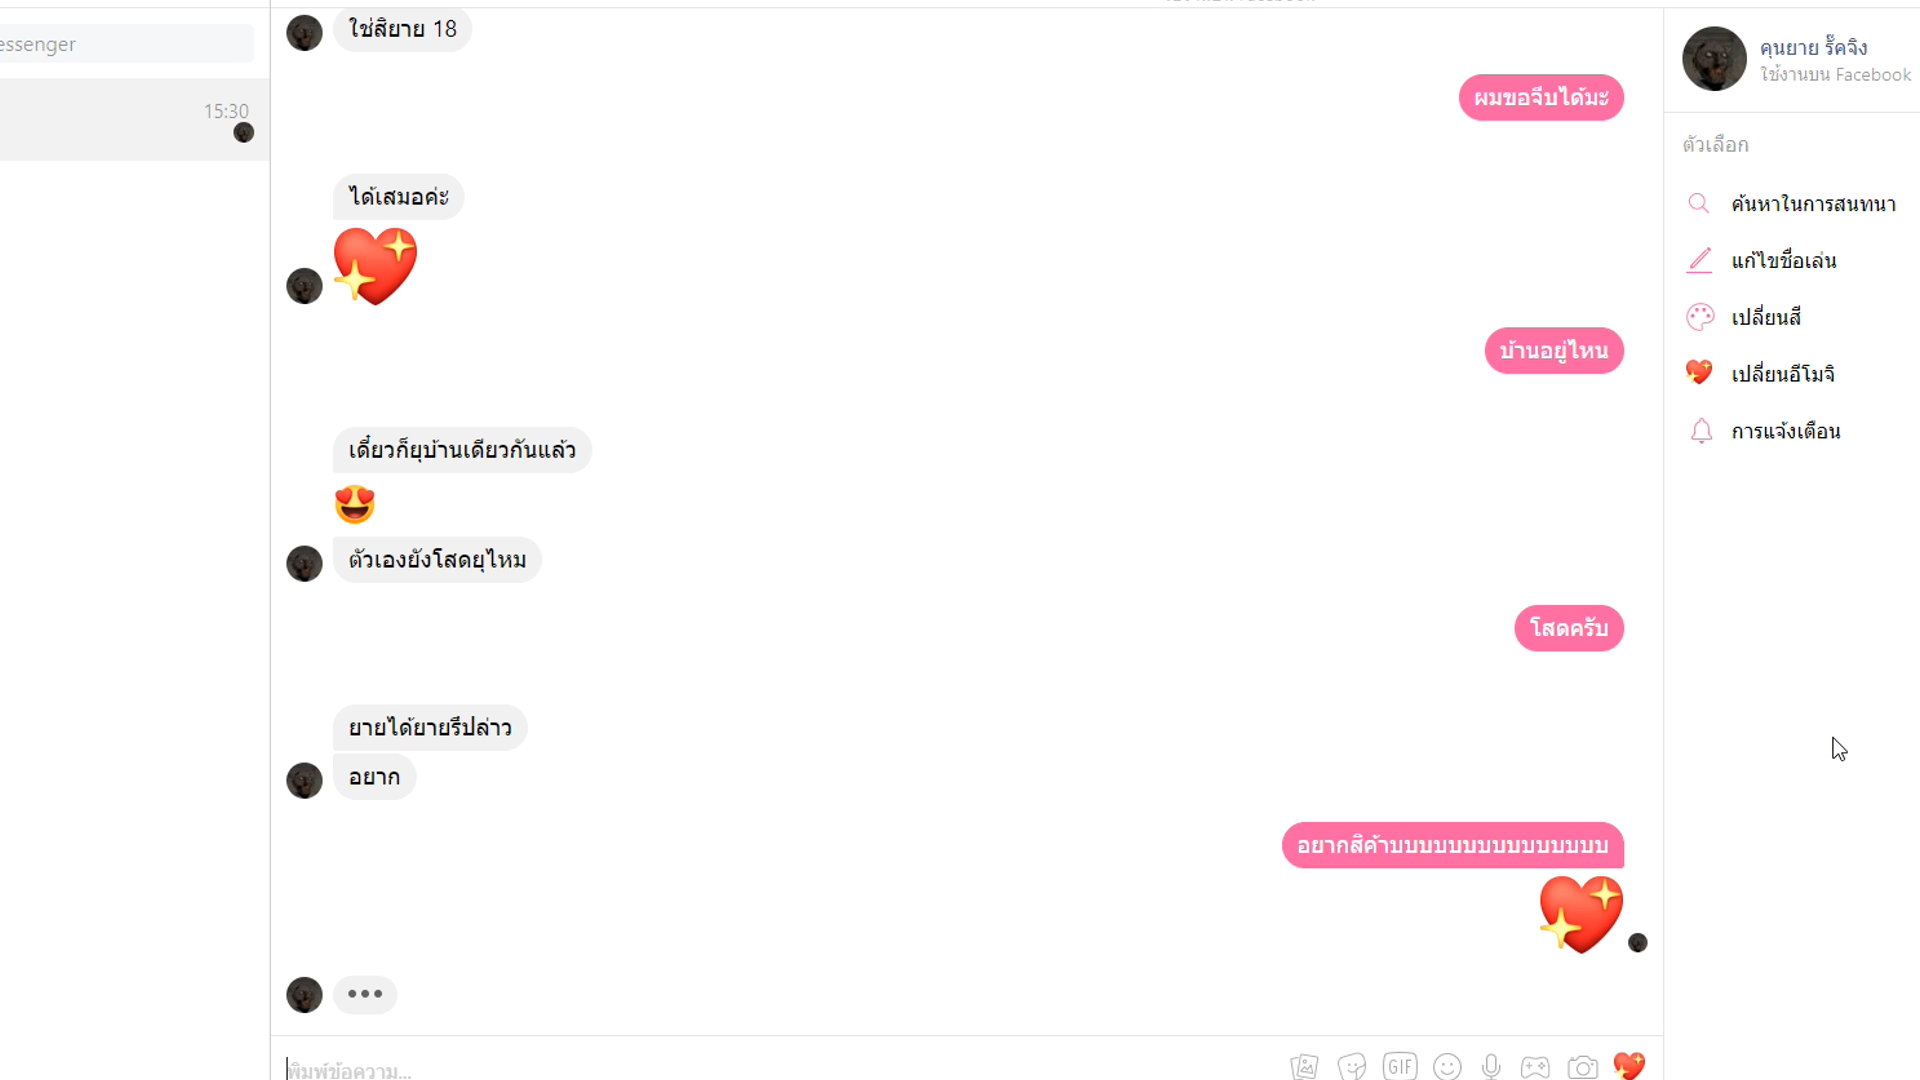 ใช่สิยาย 18
essenger
15:30
ผมขอจีบได้มะ
ได้เสมอค่ะ
บ้านอยู่ไหน
เดี๋ยวก็ยุบ้านเดียวกันแล้ว
ตัวเองยังโสดยุไหม
โสดครับ
ยายได้ยายรึปล่าว
อยาก
อยากสิค้าบบบบบบบบบบบบบบบ
พิมพ์ข้อความ...
GIF
คุนยาย รั๊คจิง
ใช้งานบน Facebook
ตัวเลือก
ค้นหาในการสนทนา
แก้ไขชื่อเล่น
เปลี่ยนสี
เปลี่ยนอีโมจิ
การแจ้งเตือน